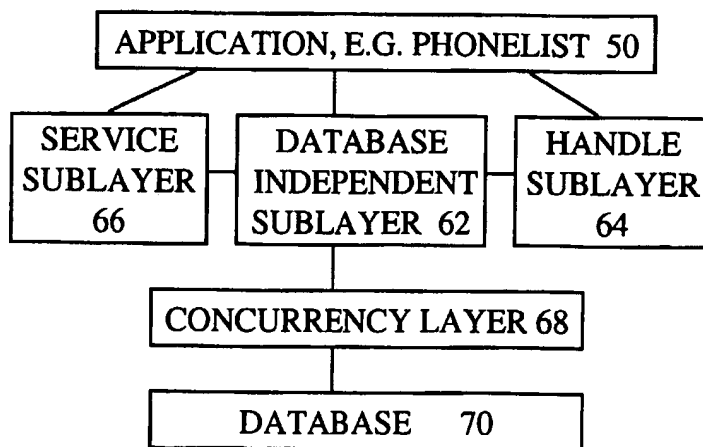 APPLICATION, E.G. PHONELIST 50
SERVICE
SUBLAYER
66
DATABASE
INDEPENDENT
SUBLAYER 62
HANDLE
SUBLAYER
64
CONCURRENCY LAYER 68
DATABASE 70